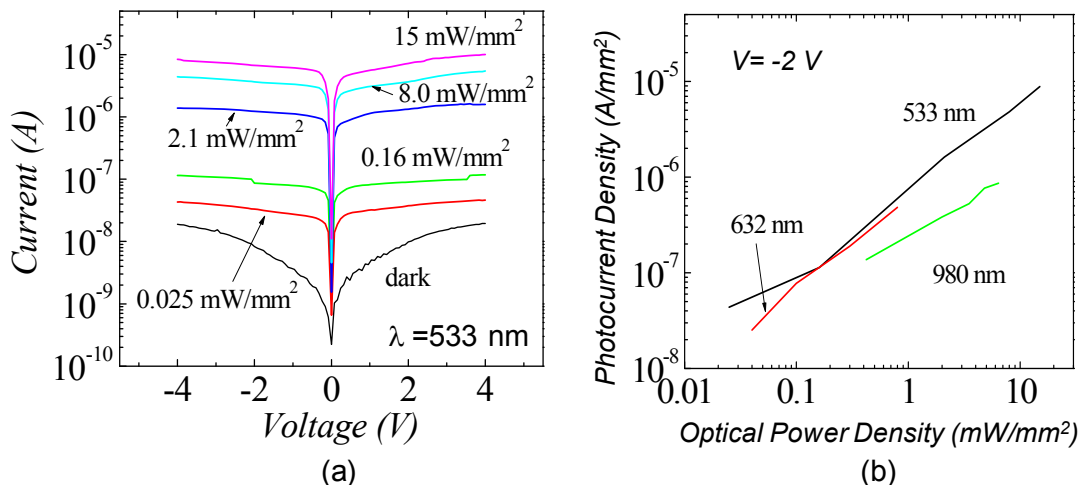 10⁻⁵
10⁻⁶
10⁻⁷
10⁻⁸
10⁻⁹
10⁻¹⁰
Current (A)
15 mW/mm²
8.0 mW/mm²
2.1 mW/mm²
0.16 mW/mm²
0.025 mW/mm²
dark
λ =533 nm
-4 -2 0 2 4
Voltage (V)
(a)
10⁻⁵
10⁻⁶
10⁻⁷
10⁻⁸
Photocurrent Density (A/mm²)
V= -2 V
533 nm
632 nm
980 nm
0.01 0.1 1 10
Optical Power Density (mW/mm²)
(b)